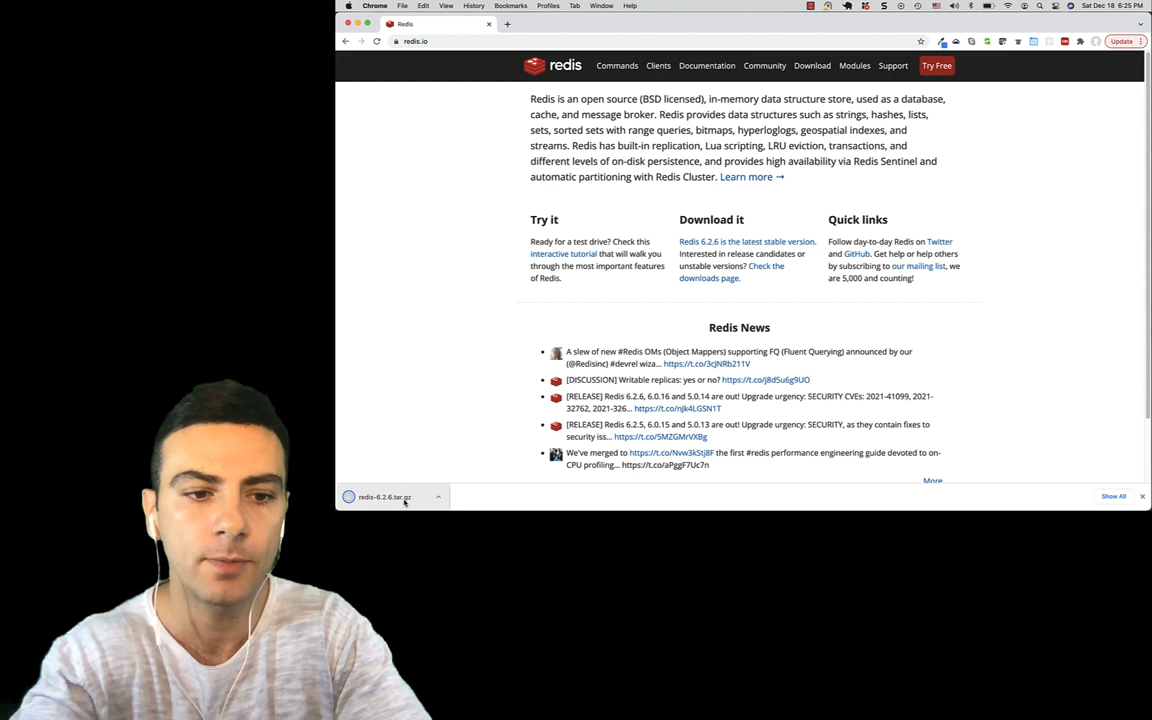 Chrome File Edit View History Bookmarks Profiles Tab Window Help Sat Dec 18 6:25 PM
Redis
redis.io Update
redis Commands Clients Documentation Community Download Modules Support Try Free
Redis is an open source (BSD licensed), in-memory data structure store, used as a database,
cache, and message broker. Redis provides data structures such as strings, hashes, lists,
sets, sorted sets with range queries, bitmaps, hyperloglogs, geospatial indexes, and
streams. Redis has built-in replication, Lua scripting, LRU eviction, transactions, and
different levels of on-disk persistence, and provides high availability via Redis Sentinel and
automatic partitioning with Redis Cluster. Learn more →
Try it
Ready for a test drive? Check this
interactive tutorial that will walk you
through the most important features
of Redis.
Download it
Redis 6.2.6 is the latest stable version.
Interested in release candidates or
unstable versions? Check the
downloads page.
Quick links
Follow day-to-day Redis on Twitter
and GitHub. Get help or help others
by subscribing to our mailing list, we
are 5,000 and counting!
Redis News
A slew of new #Redis OMs (Object Mappers) supporting FQ (Fluent Querying) announced by our
(@Redisinc) #devrel wiza... https://t.co/3cJNRb211V
[DISCUSSION] Writable replicas: yes or no? https://t.co/j8d5u6g9UO
[RELEASE] Redis 6.2.6, 6.0.16 and 5.0.14 are out! Upgrade urgency: SECURITY CVEs: 2021-41099, 2021-
32762, 2021-326... https://t.co/nJk4LGSN1T
[RELEASE] Redis 6.2.5, 6.0.15 and 5.0.13 are out! Upgrade urgency: SECURITY, as they contain fixes to
security iss... https://t.co/5MZGMrVXBg
We've merged to https://t.co/Nvw3kStj8F the first #redis performance engineering guide devoted to on-
CPU profiling... https://t.co/aPggF7Uc7n
More
redis-6.2.6.tar.gz Show All